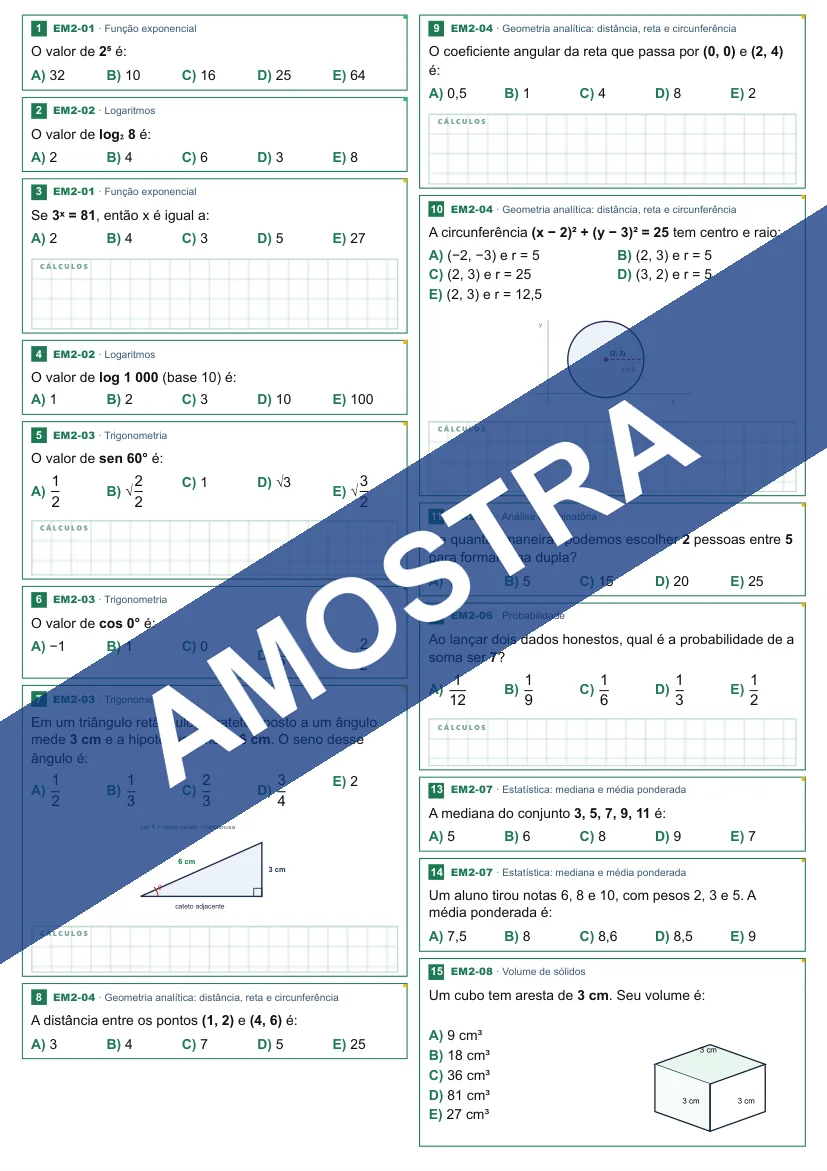 1 EM2-01 · Função exponencial
O valor de 2⁵ é:
A) 32 B) 10 C) 16 D) 25 E) 64
2 EM2-02 · Logaritmos
O valor de log₂ 8 é:
A) 2 B) 4 C) 6 D) 3 E) 8
3 EM2-01 · Função exponencial
Se 3ˣ = 81, então x é igual a:
A) 2 B) 4 C) 3 D) 5 E) 27
CÁLCULOS
4 EM2-02 · Logaritmos
O valor de log 1 000 (base 10) é:
A) 1 B) 2 C) 3 D) 10 E) 100
5 EM2-03 · Trigonometria
O valor de sen 60° é:
A) 1/2 B) √2/2 C) 1 D) √3 E) √3/2
CÁLCULOS
6 EM2-03 · Trigonometria
O valor de cos 0° é:
A) −1 B) 1 C) 0
7 EM2-03
Em um triângulo cateto a um ângulo
mede 3 cm e a cm. O seno desse
ângulo é:
A) 1/2 B) 1/3 C) 2/3 D) 3/4 E) 2
6 cm
3 cm
cateto adjacente
CÁLCULOS
8 EM2-04 · Geometria analítica: distância, reta e circunferência
A distância entre os pontos (1, 2) e (4, 6) é:
A) 3 B) 4 C) 7 D) 5 E) 25
9 EM2-04 · Geometria analítica: distância, reta e circunferência
O coeficiente angular da reta que passa por (0, 0) e (2, 4)
é:
A) 0,5 B) 1 C) 4 D) 8 E) 2
CÁLCULOS
10 EM2-04 · Geometria analítica: distância, reta e circunferência
A circunferência (x − 2)² + (y − 3)² = 25 tem centro e raio:
A) (−2, −3) e r = 5 B) (2, 3) e r = 5
C) (2, 3) e r = 25 D) (3, 2) e r = 5
E) (2, 3) e r = 12,5
y
(2, 3)
r = 5
x
CÁLCULOS
11 Análise
podemos escolher 2 pessoas entre 5
para dupla?
B) 5 C) 15 D) 20 E) 25
EM2-06 · Probabilidade
Ao lançar dois dados honestos, qual é a probabilidade de a
soma ser 7?
A) 1/12 B) 1/9 C) 1/6 D) 1/3 E) 1/2
CÁLCULOS
13 EM2-07 · Estatística: mediana e média ponderada
A mediana do conjunto 3, 5, 7, 9, 11 é:
A) 5 B) 6 C) 8 D) 9 E) 7
14 EM2-07 · Estatística: mediana e média ponderada
Um aluno tirou notas 6, 8 e 10, com pesos 2, 3 e 5. A
média ponderada é:
A) 7,5 B) 8 C) 8,6 D) 8,5 E) 9
15 EM2-08 · Volume de sólidos
Um cubo tem aresta de 3 cm. Seu volume é:
A) 9 cm³
B) 18 cm³
C) 36 cm³
D) 81 cm³
E) 27 cm³
3 cm
3 cm
3 cm
AMOSTRA